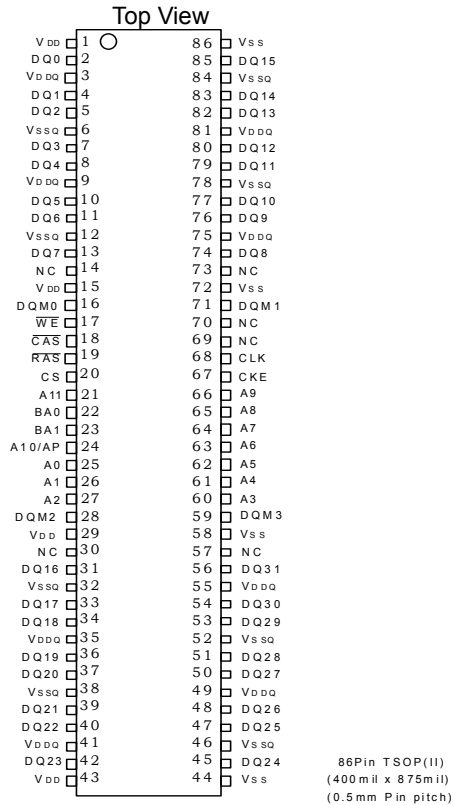 Top View
VDD 1 86 VSS
DQ0 2 85 DQ15
VDDQ 3 84 VSSQ
DQ1 4 83 DQ14
DQ2 5 82 DQ13
VSSQ 6 81 VDDQ
DQ3 7 80 DQ12
DQ4 8 79 DQ11
VDDQ 9 78 VSSQ
DQ5 10 77 DQ10
DQ6 11 76 DQ9
VSSQ 12 75 VDDQ
DQ7 13 74 DQ8
NC 14 73 NC
VDD 15 72 VSS
DQM0 16 71 DQM1
WE 17 70 NC
CAS 18 69 NC
RAS 19 68 CLK
CS 20 67 CKE
A11 21 66 A9
BA0 22 65 A8
BA1 23 64 A7
A10/AP 24 63 A6
A0 25 62 A5
A1 26 61 A4
A2 27 60 A3
DQM2 28 59 DQM3
VDD 29 58 VSS
NC 30 57 NC
DQ16 31 56 DQ31
VSSQ 32 55 VDDQ
DQ17 33 54 DQ30
DQ18 34 53 DQ29
VDDQ 35 52 VSSQ
DQ19 36 51 DQ28
DQ20 37 50 DQ27
VSSQ 38 49 VDDQ
DQ21 39 48 DQ26
DQ22 40 47 DQ25
VDDQ 41 46 VSSQ
DQ23 42 45 DQ24
VDD 43 44 VSS
86Pin TSOP(II)
(400mil x 875mil)
(0.5mm Pin pitch)